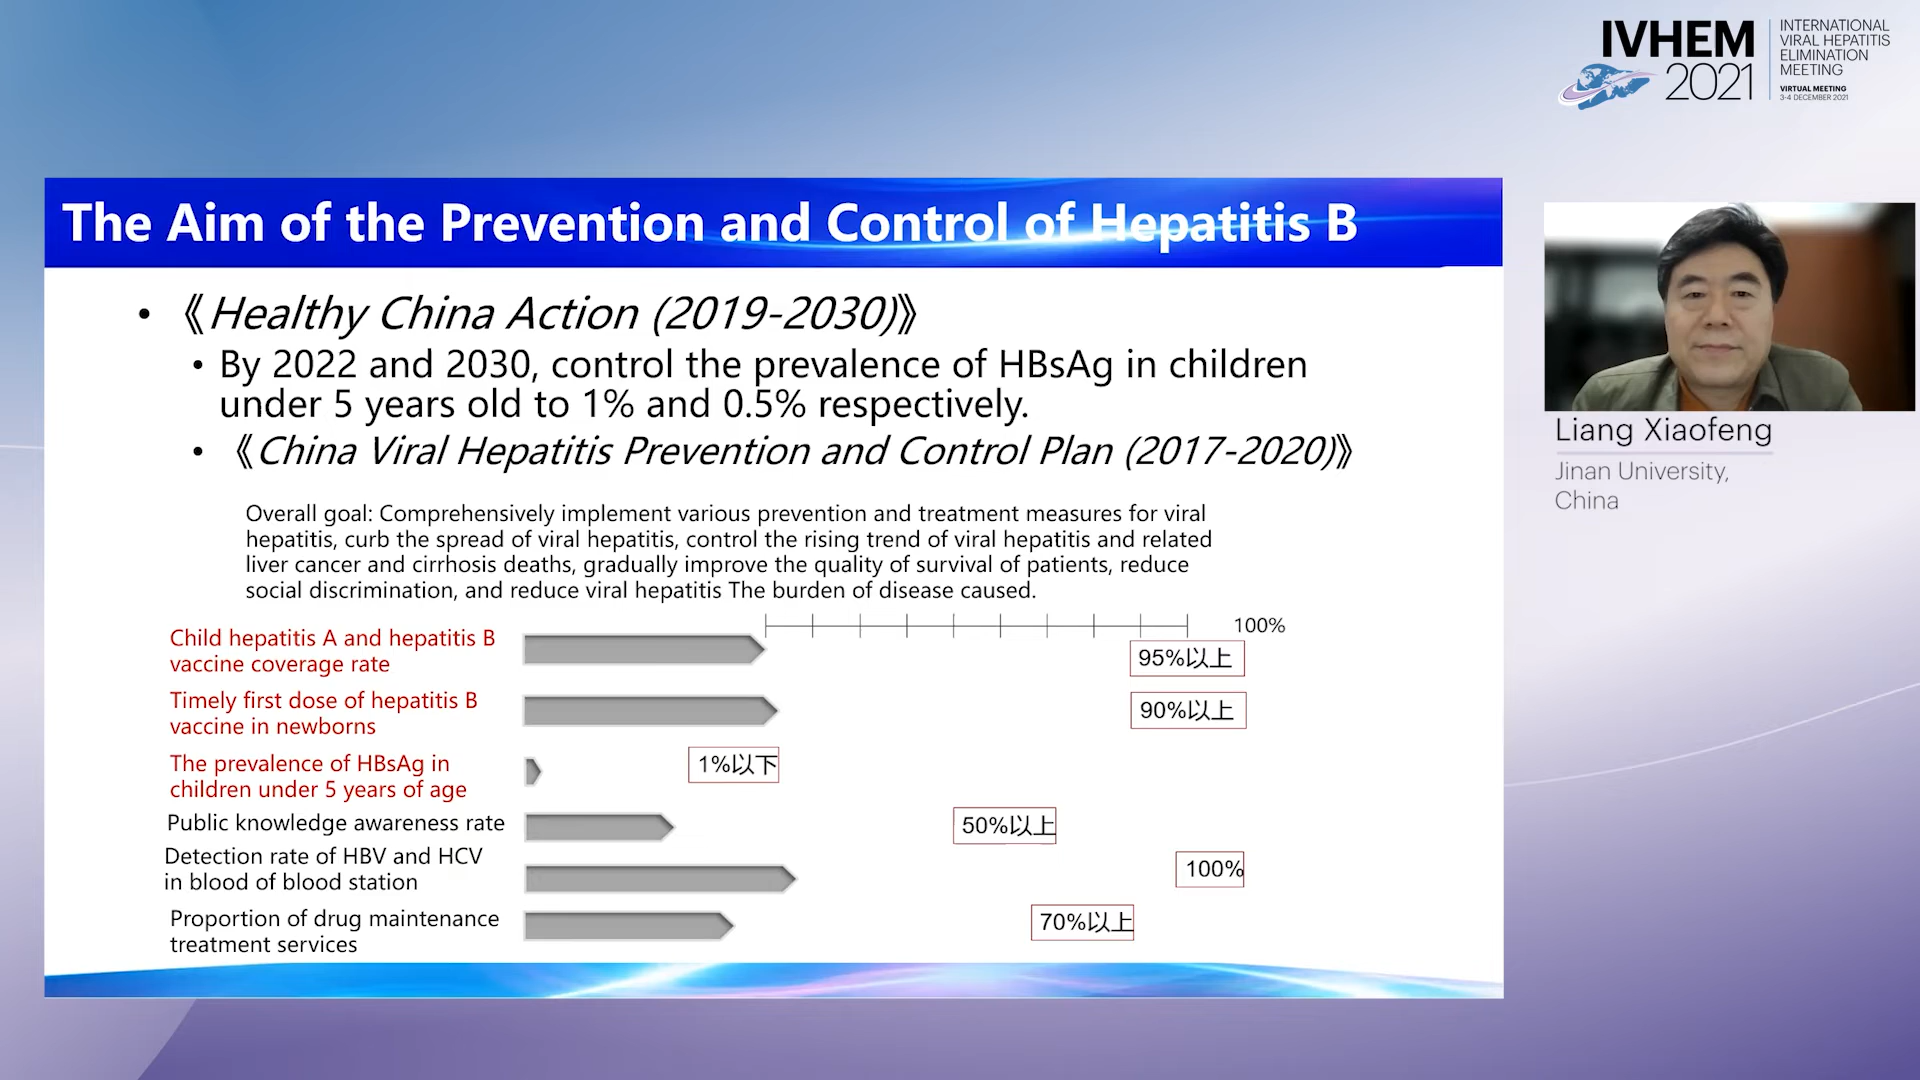 IVHEM
2021
INTERNATIONAL
VIRAL HEPATITIS
ELIMINATION
MEETING
VIRTUAL MEETING
3-4 DECEMBER 2021
The Aim of the Prevention and Control of Hepatitis B
• 《Healthy China Action (2019-2030)》
• By 2022 and 2030, control the prevalence of HBsAg in children
under 5 years old to 1% and 0.5% respectively.
• 《China Viral Hepatitis Prevention and Control Plan (2017-2020)》
Overall goal: Comprehensively implement various prevention and treatment measures for viral
hepatitis, curb the spread of viral hepatitis, control the rising trend of viral hepatitis and related
liver cancer and cirrhosis deaths, gradually improve the quality of survival of patients, reduce
social discrimination, and reduce viral hepatitis The burden of disease caused.
100%
Child hepatitis A and hepatitis B
vaccine coverage rate
95%以上
Timely first dose of hepatitis B
vaccine in newborns
90%以上
The prevalence of HBsAg in
children under 5 years of age
1%以下
Public knowledge awareness rate
50%以上
Detection rate of HBV and HCV
in blood of blood station
100%
Proportion of drug maintenance
treatment services
70%以上
Liang Xiaofeng
Jinan University,
China